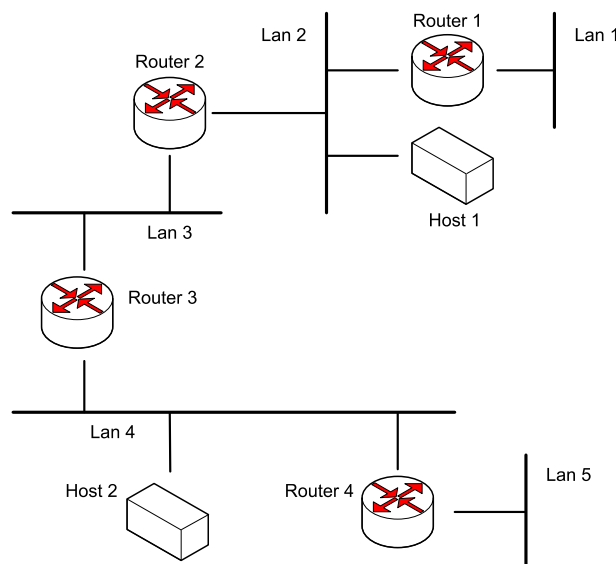 Router 1
Lan 2
Lan 1
Router 2
Host 1
Lan 3
Router 3
Lan 4
Lan 5
Host 2
Router 4